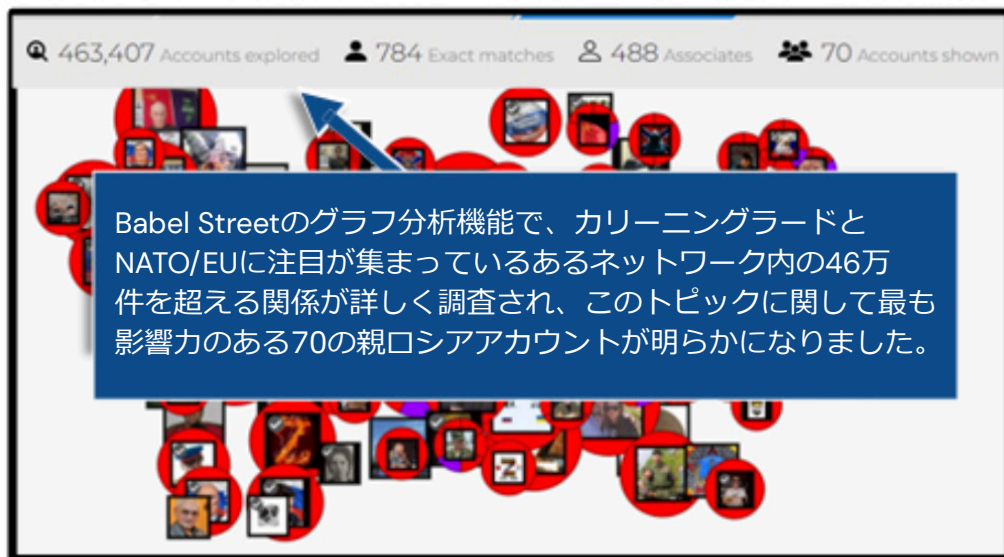 463,407 Accounts explored 784 Exact matches 488 Associates 70 Accounts shown
Babel Streetのグラフ分析機能で、カリーニングラードと
NATO/EUに注目が集まっているあるネットワーク内の46万
件を超える関係が詳しく調査され、このトピックに関して最も
影響力のある70の親ロシアアカウントが明らかになりました。
Z